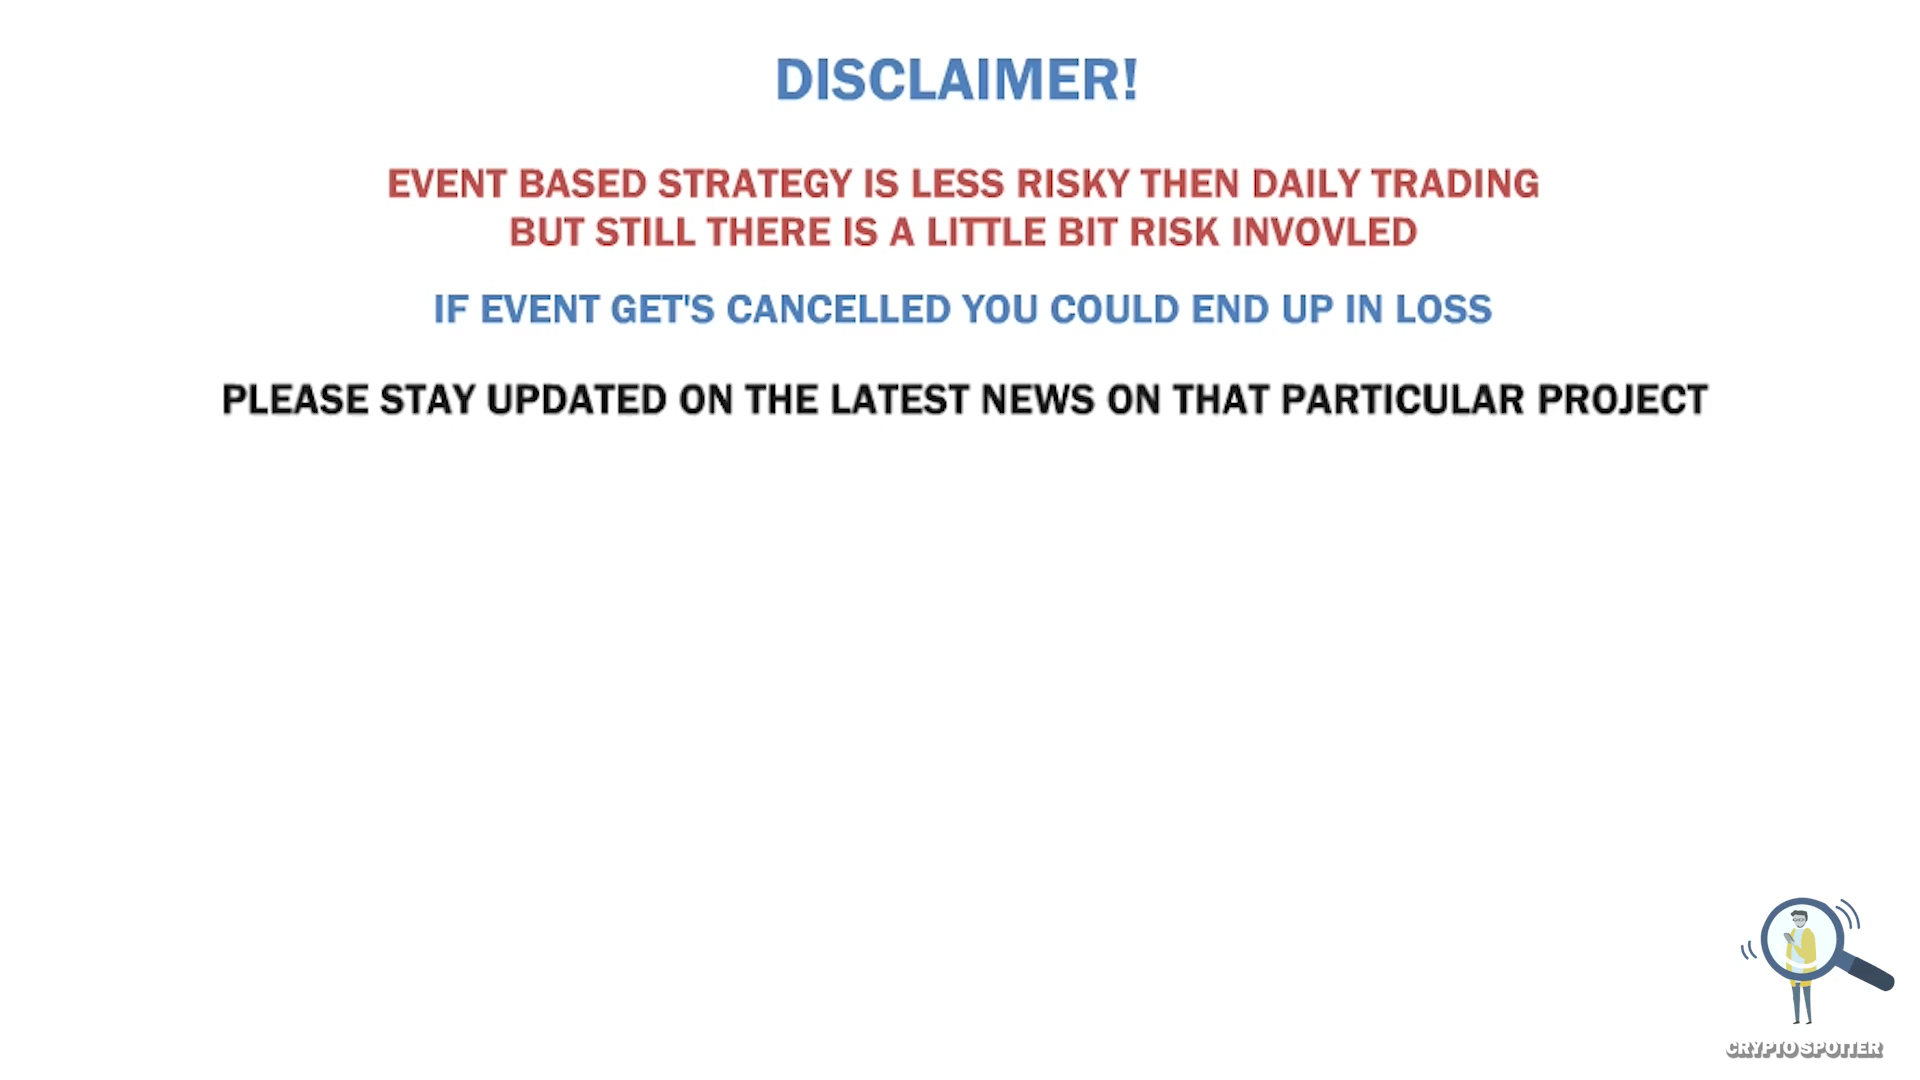 DISCLAIMER!
EVENT BASED STRATEGY IS LESS RISKY THEN DAILY TRADING
BUT STILL THERE IS A LITTLE BIT RISK INVOVLED
IF EVENT GET'S CANCELLED YOU COULD END UP IN LOSS
PLEASE STAY UPDATED ON THE LATEST NEWS ON THAT PARTICULAR PROJECT
CRYPTO SPOTTER